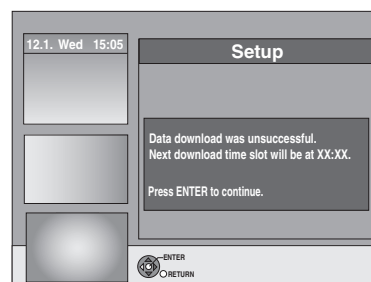 12.1. Wed 15:05
Setup
Data download was unsuccessful.
Next download time slot will be at XX:XX.
Press ENTER to continue.
ENTER
RETURN